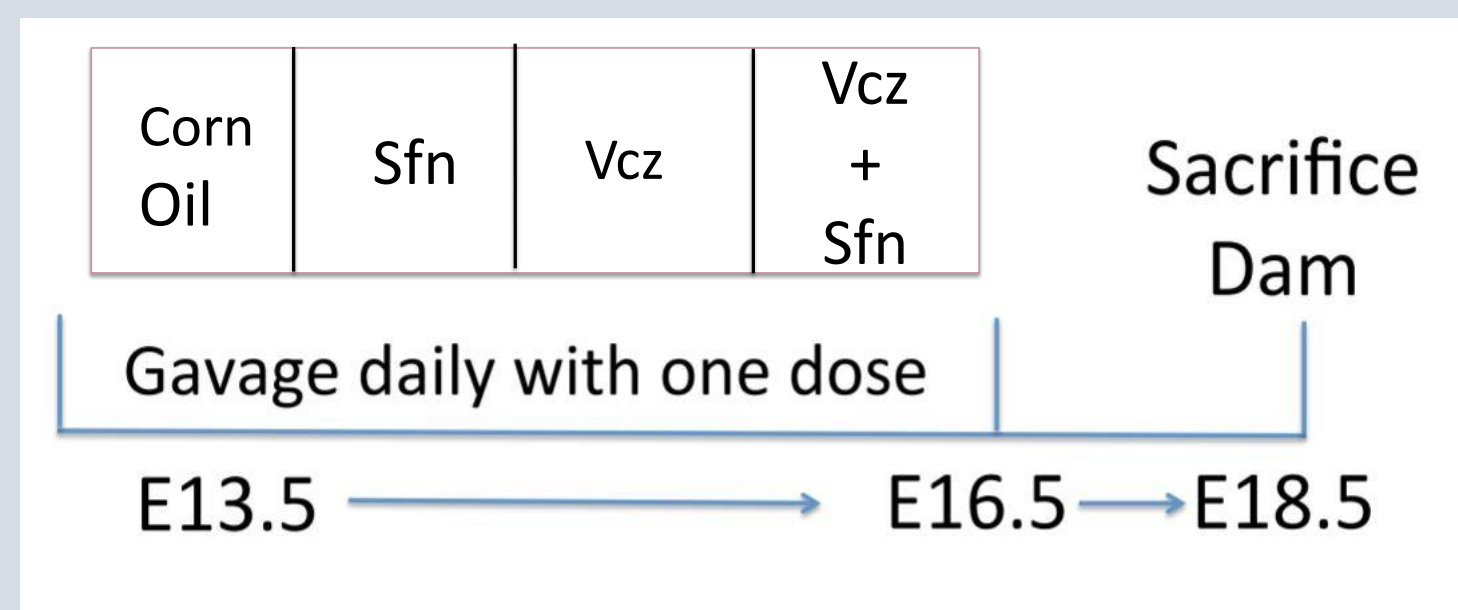 Corn
Oil
Sfn
Vcz
Vcz
+
Sfn
Sacrifice
Dam
Gavage daily with one dose
E13.5
E16.5
E18.5